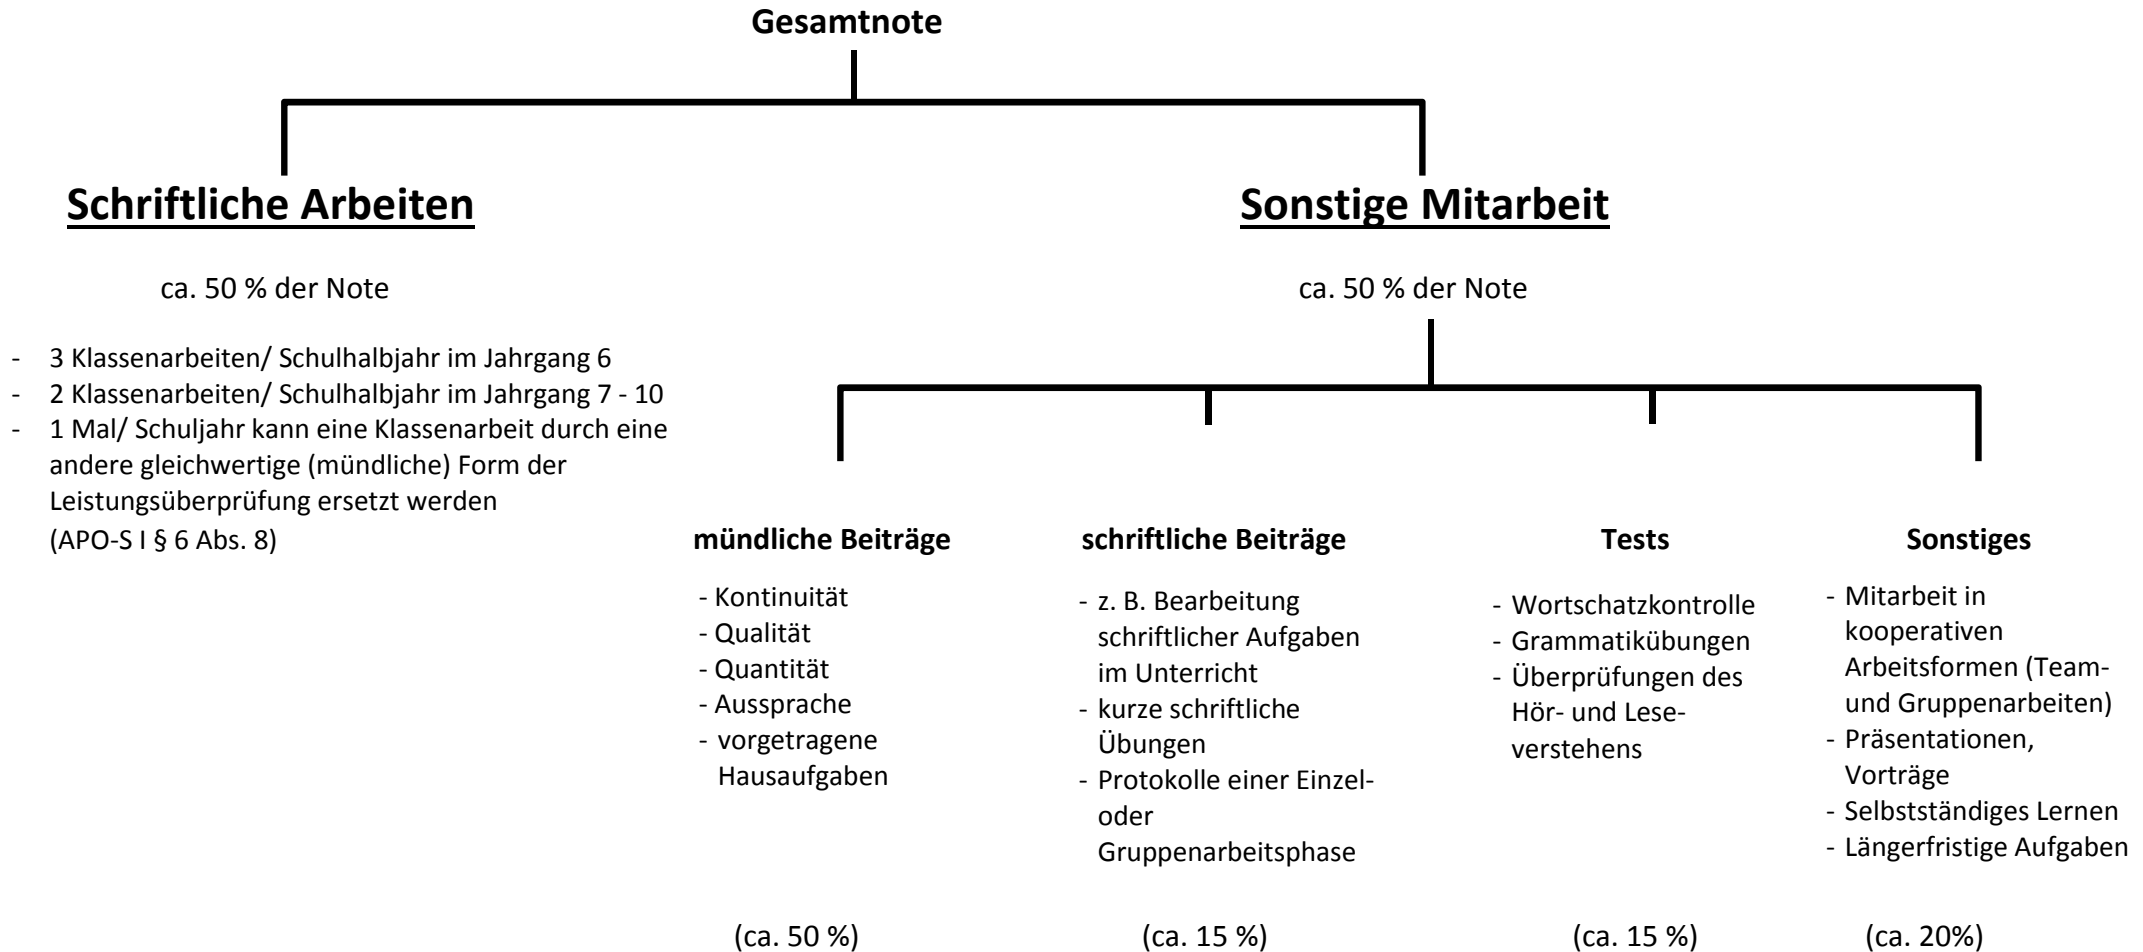 Gesamtnote
Schriftliche Arbeiten
ca. 50 % der Note
- 3 Klassenarbeiten/ Schulhalbjahr im Jahrgang 6
- 2 Klassenarbeiten/ Schulhalbjahr im Jahrgang 7 - 10
- 1 Mal/ Schuljahr kann eine Klassenarbeit durch eine
andere gleichwertige (mündliche) Form der
Leistungsüberprüfung ersetzt werden
(APO-S I § 6 Abs. 8)
Sonstige Mitarbeit
ca. 50 % der Note
mündliche Beiträge
- Kontinuität
- Qualität
- Quantität
- Aussprache
- vorgetragene
Hausaufgaben
(ca. 50 %)
schriftliche Beiträge
- z. B. Bearbeitung
schriftlicher Aufgaben
im Unterricht
- kurze schriftliche
Übungen
- Protokolle einer Einzel-
oder
Gruppenarbeitsphase
(ca. 15 %)
Tests
- Wortschatzkontrolle
- Grammatikübungen
- Überprüfungen des
Hör- und Lese-
verstehens
(ca. 15 %)
Sonstiges
- Mitarbeit in
kooperativen
Arbeitsformen (Team-
und Gruppenarbeiten)
- Präsentationen,
Vorträge
- Selbstständiges Lernen
- Längerfristige Aufgaben
(ca. 20%)